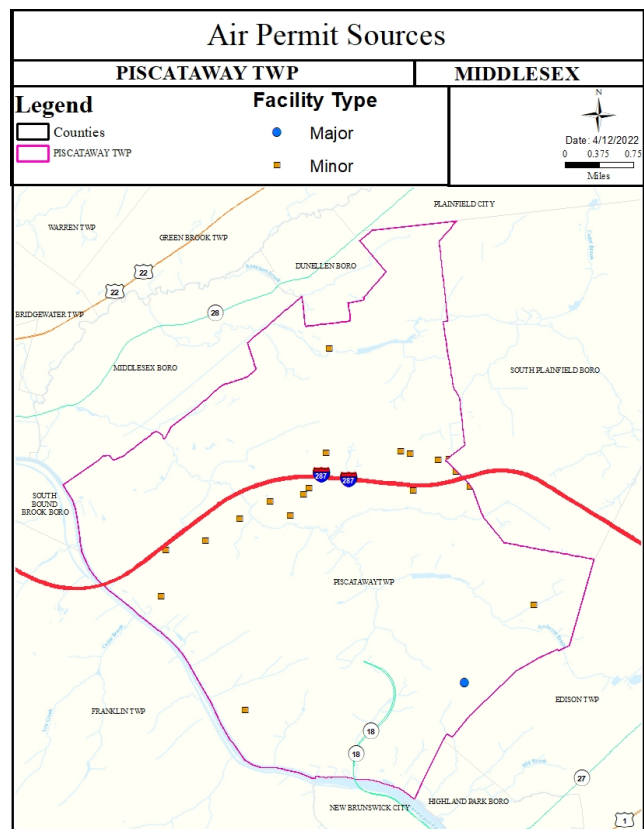 Air Permit Sources
PISCATAWAY TWP
MIDDLESEX
Legend
Counties
PISCATAWAY TWP
Facility Type
Major
Minor
N
Date: 4/12/2022
0 0.375 0.75
Miles
PLAINFIELD CITY
WARREN TWP
GREEN BROOK TWP
DUNELLEN BORO
22
22
BRIDGEWATER TWP
28
MIDDLESEX BORO
SOUTH PLAINFIELD BORO
287
287
SOUTH
BOUND
BROOK BORO
PISCATAWAY TWP
FRANKLIN TWP
EDISON TWP
18
18
27
NEW BRUNSWICK CITY
HIGHLAND PARK BORO
1